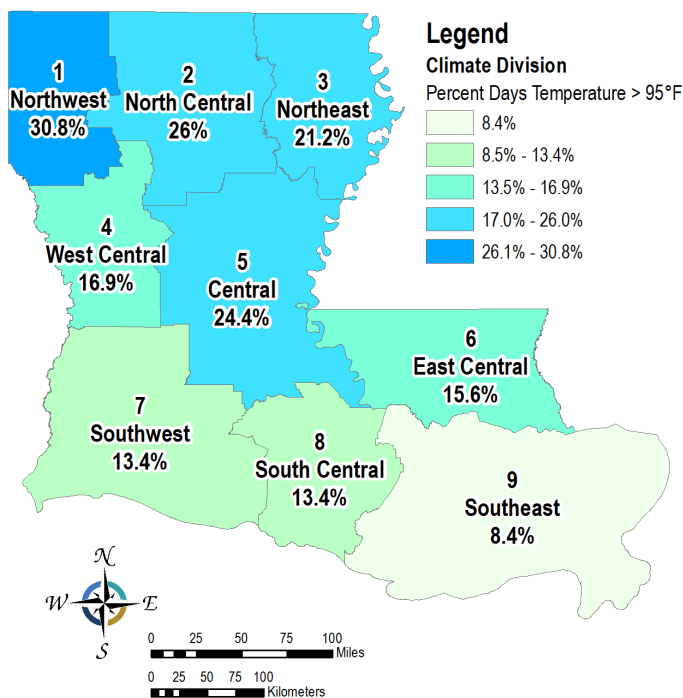 1
Northwest
30.8%
2
North Central
26%
3
Northeast
21.2%
Legend
Climate Division
Percent Days Temperature > 95°F
8.4%
8.5% - 13.4%
13.5% - 16.9%
17.0% - 26.0%
26.1% - 30.8%
4
West Central
16.9%
5
Central
24.4%
6
East Central
15.6%
7
Southwest
13.4%
8
South Central
13.4%
9
Southeast
8.4%
N
W E
S
0 25 50 75 100
Miles
0 25 50 75 100
Kilometers